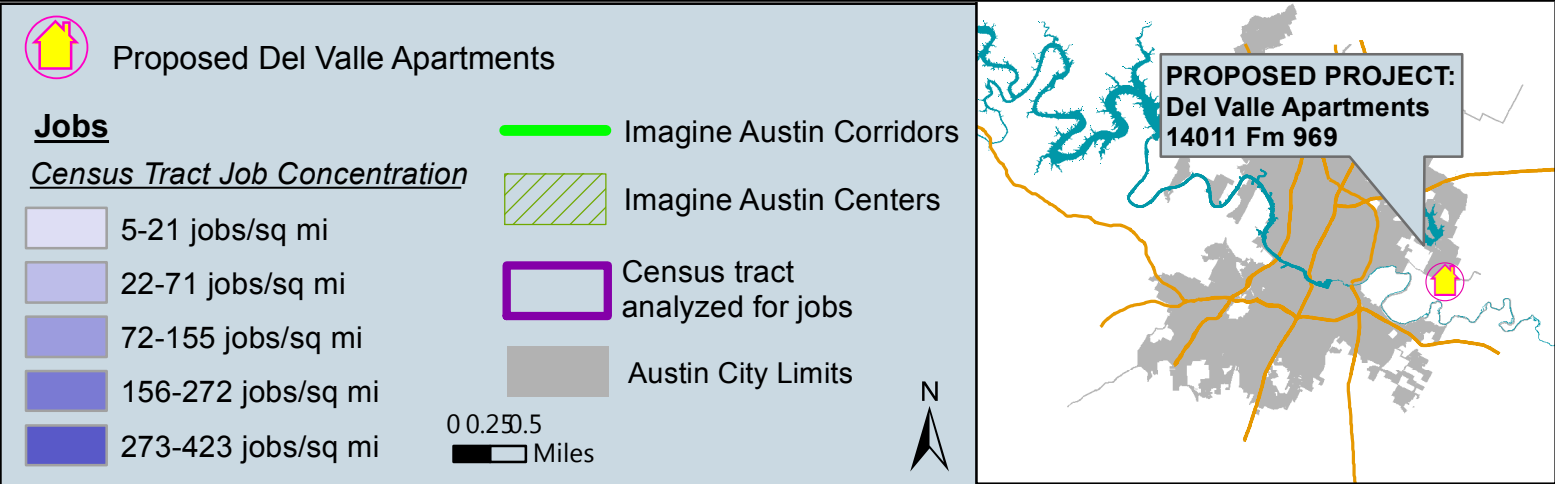 Proposed Del Valle Apartments
Jobs
Census Tract Job Concentration
5-21 jobs/sq mi
22-71 jobs/sq mi
72-155 jobs/sq mi
156-272 jobs/sq mi
273-423 jobs/sq mi
Imagine Austin Corridors
Imagine Austin Centers
Census tract
analyzed for jobs
Austin City Limits
0 0.25 0.5
Miles
N
PROPOSED PROJECT:
Del Valle Apartments
14011 Fm 969